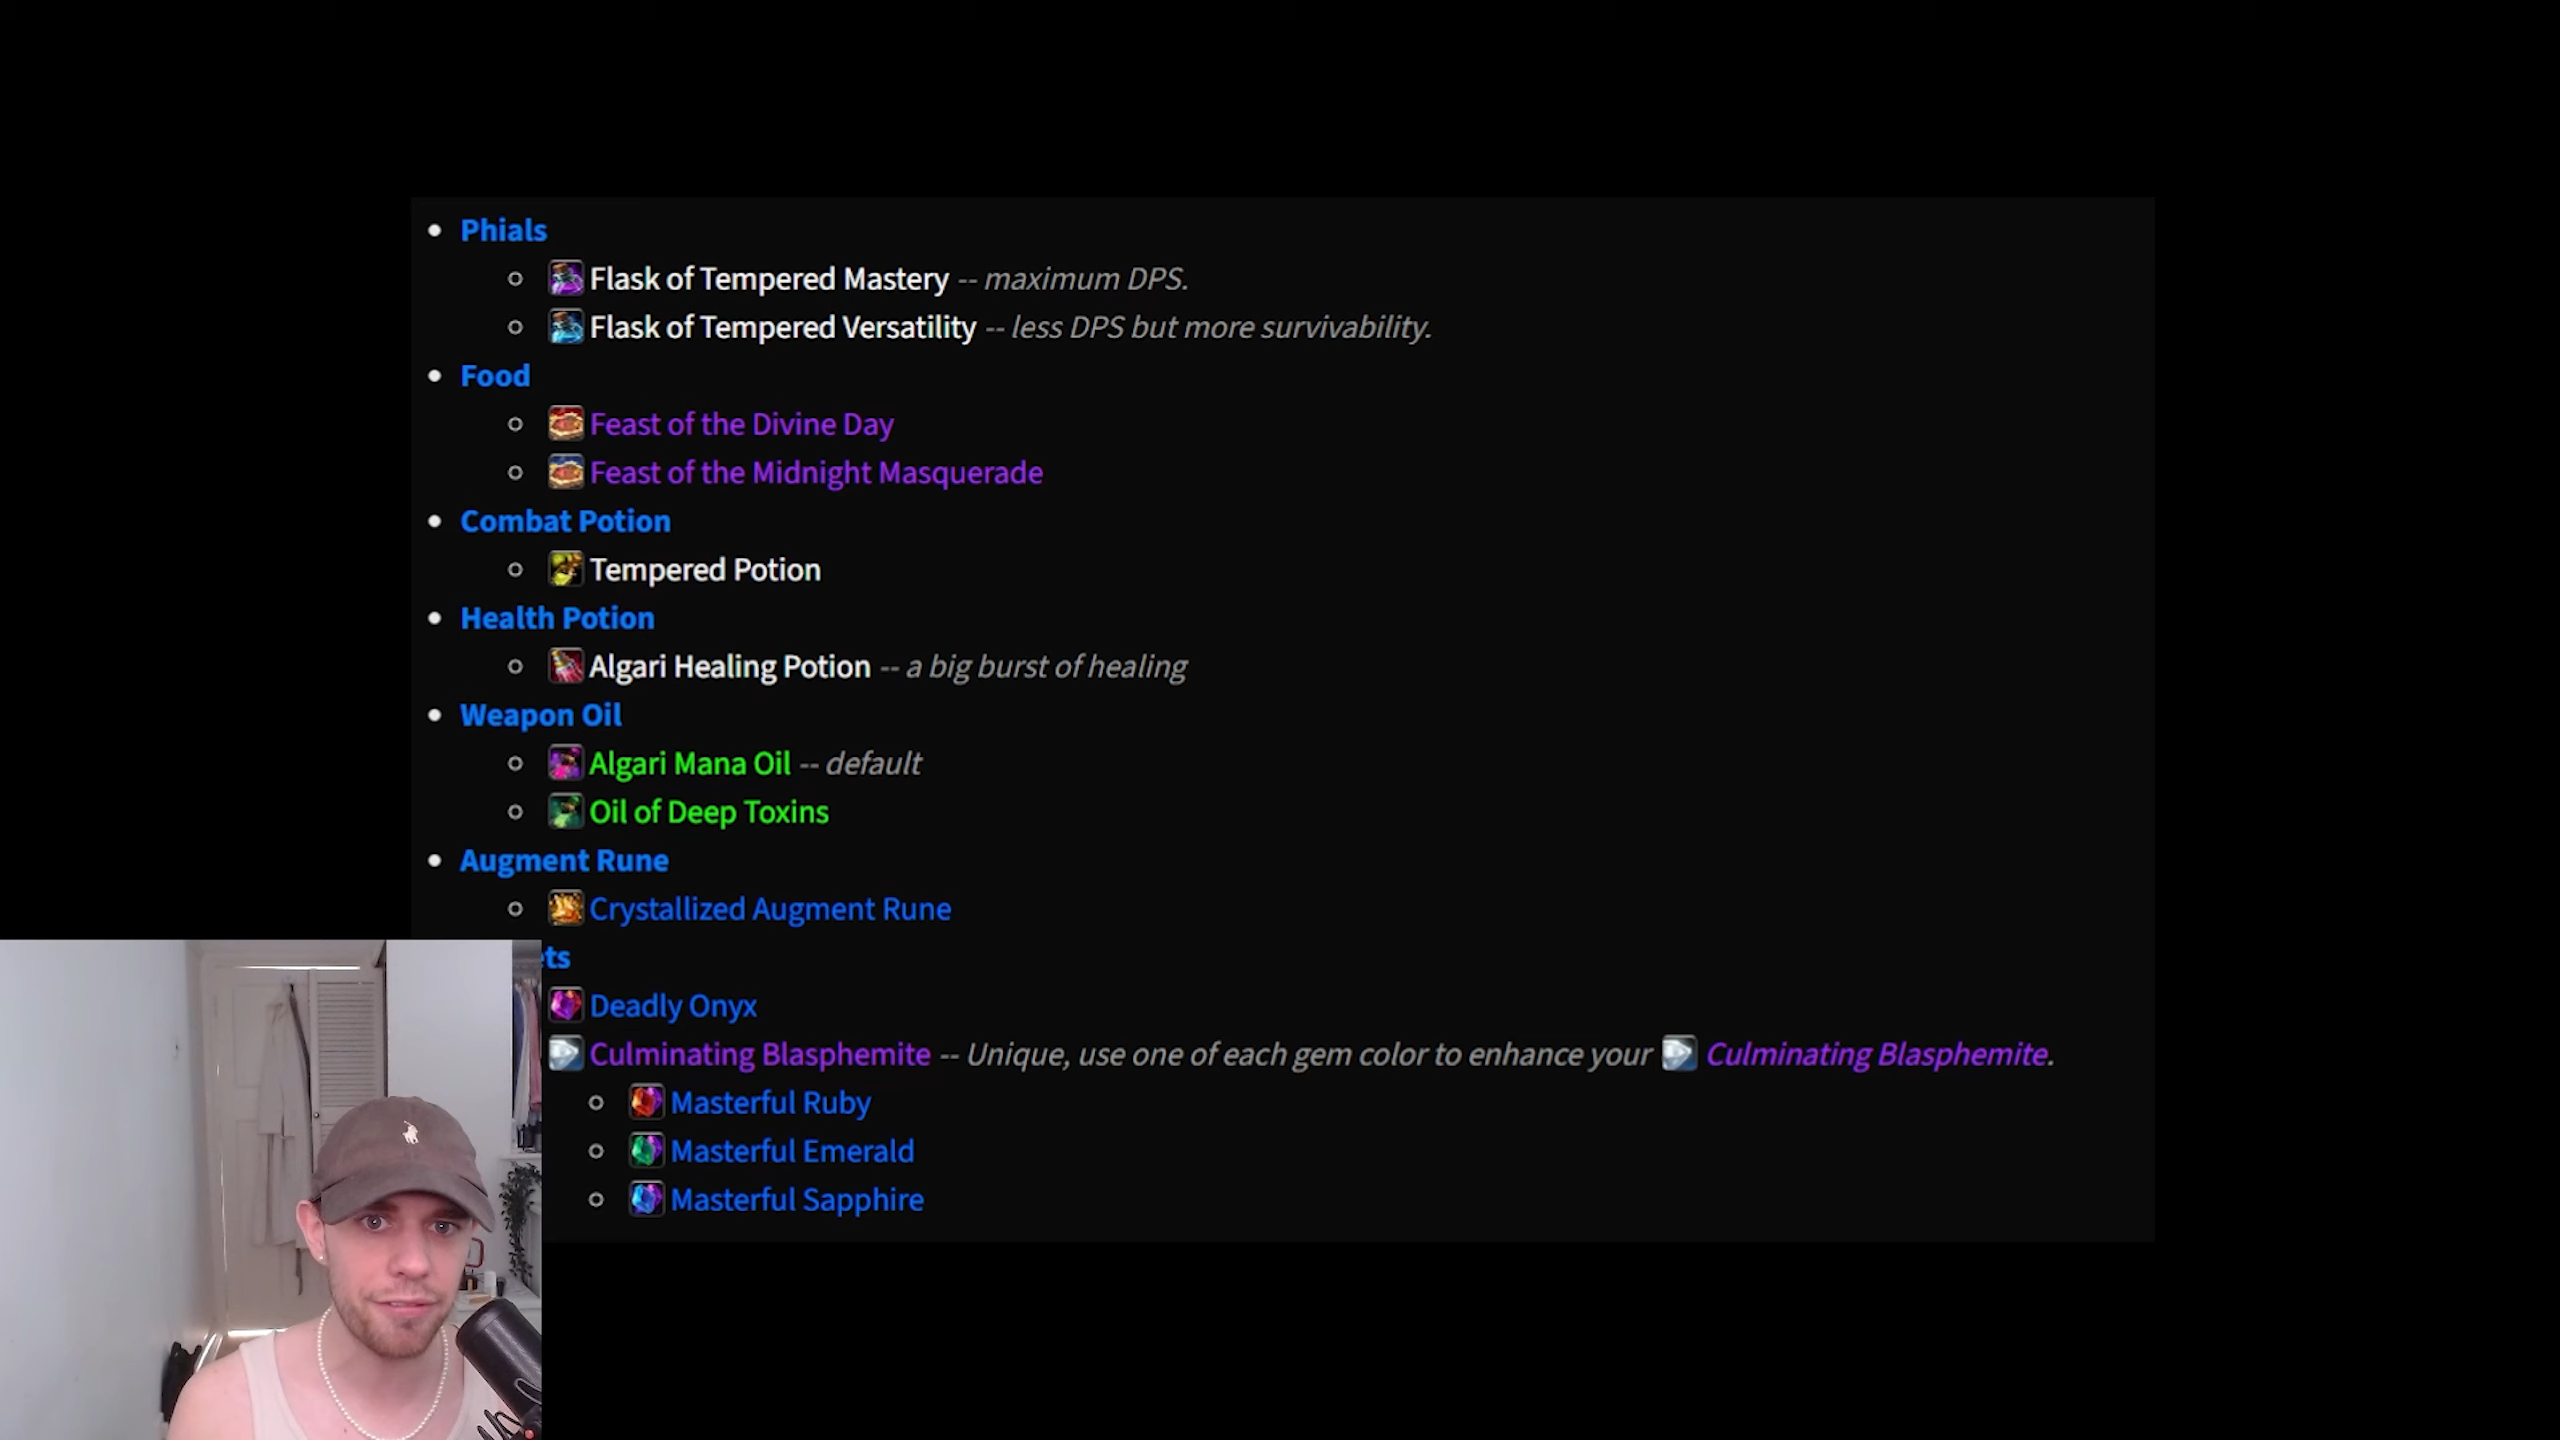 Phials
Flask of Tempered Mastery -- maximum DPS.
Flask of Tempered Versatility -- less DPS but more survivability.
Food
Feast of the Divine Day
Feast of the Midnight Masquerade
Combat Potion
Tempered Potion
Health Potion
Algari Healing Potion -- a big burst of healing
Weapon Oil
Algari Mana Oil -- default
Oil of Deep Toxins
Augment Rune
Crystallized Augment Rune
ets
Deadly Onyx
Culminating Blasphemite -- Unique, use one of each gem color to enhance your Culminating Blasphemite.
Masterful Ruby
Masterful Emerald
Masterful Sapphire